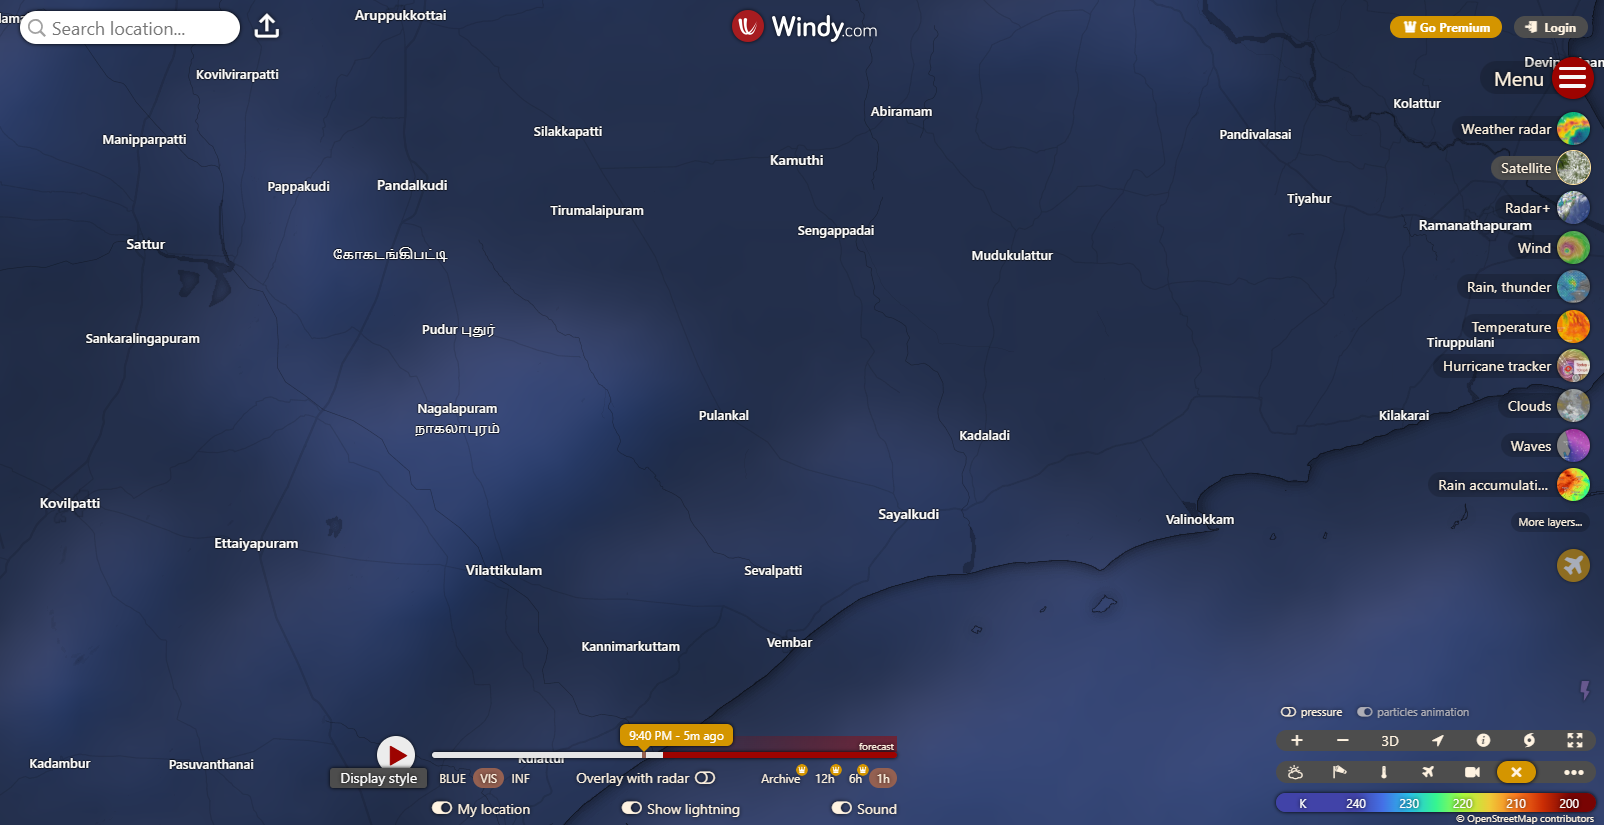 Search location...
Aruppukkottai
Windy.com
Go Premium
Login
Menu
Kovilvirarpatti
Kolattur
Abiramam
Weather radar
Silakkapatti
Pandivalasai
Manipparpatti
Kamuthi
Satellite
Pappakudi
Pandalkudi
Tiyahur
Radar+
Tirumalaipuram
Ramanathapuram
Sengappadai
Sattur
Wind
கோகடங்கிபட்டி
Mudukulattur
Rain, thunder
Pudur புதுர்
Temperature
Sankaralingapuram
Tiruppulani
Hurricane tracker
Nagalapuram
நாகலாபுரம்
Pulankal
Kilakarai
Clouds
Kadaladi
Waves
Rain accumulati...
Kovilpatti
Sayalkudi
Valinokkam
More layers...
Ettaiyapuram
Vilattikulam
Sevalpatti
Kannimarkuttam
Vembar
pressure
particles animation
9:40 PM - 5m ago
forecast
3D
Kadambur
Pasuvanthanai
Kulattur
Display style
BLUE VIS INF
Overlay with radar
Archive 12h 6h 1h
My location
Show lightning
Sound
K 240 230 220 210 200
© OpenStreetMap contributors